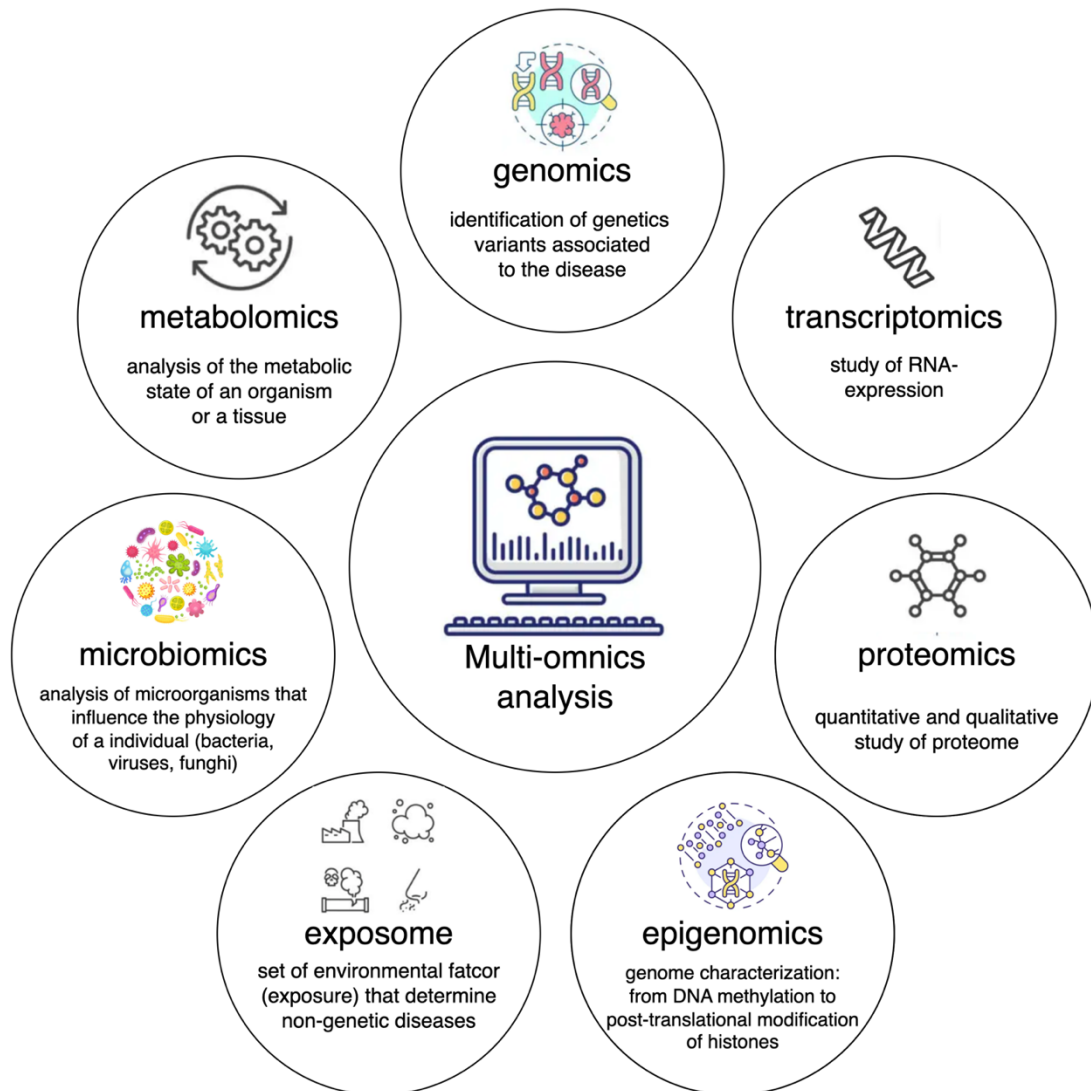 genomics
identification of genetics
variants associated
to the disease
metabolomics
analysis of the metabolic
state of an organism
or a tissue
transcriptomics
study of RNA-
expression
Multi-omnics
analysis
microbiomics
analysis of microorganisms that
influence the physiology
of a individual (bacteria,
viruses, funghi)
proteomics
quantitative and qualitative
study of proteome
exposome
set of environmental fatcor
(exposure) that determine
non-genetic diseases
epigenomics
genome characterization:
from DNA methylation to
post-translational modification
of histones